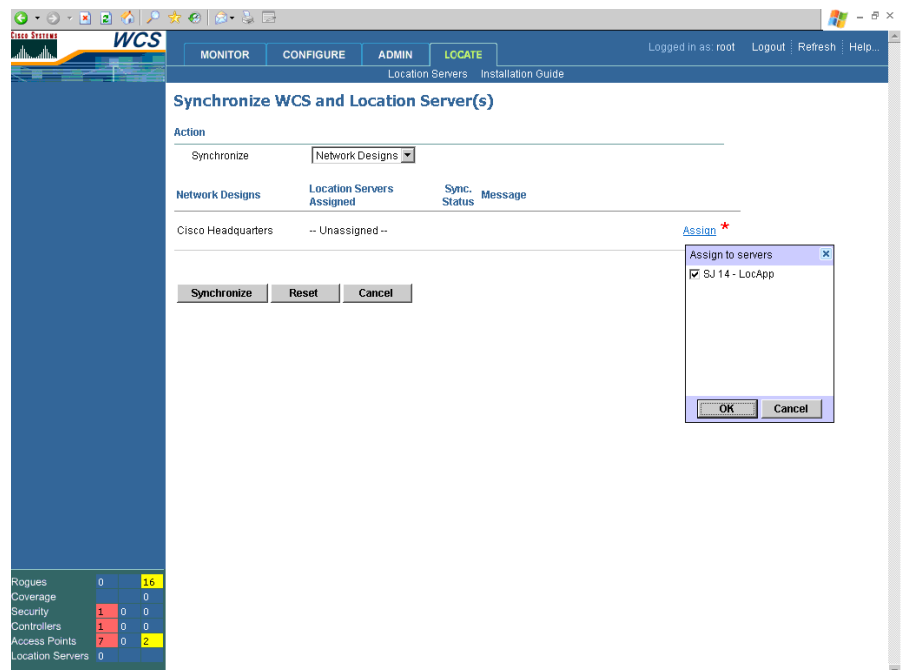 CISCO SYSTEMS
WCS
MONITOR CONFIGURE ADMIN LOCATE
Logged in as: root Logout Refresh Help...
Location Servers Installation Guide
Synchronize WCS and Location Server(s)
Action
Synchronize Network Designs
Network Designs Location Servers Assigned Sync. Status Message
Cisco Headquarters -- Unassigned -- Assign *
Assign to servers
SJ 14 - LocApp
OK Cancel
Synchronize Reset Cancel
Rogues 0 16
Coverage 0
Security 1 0 0
Controllers 1 0 0
Access Points 7 0 2
Location Servers 0